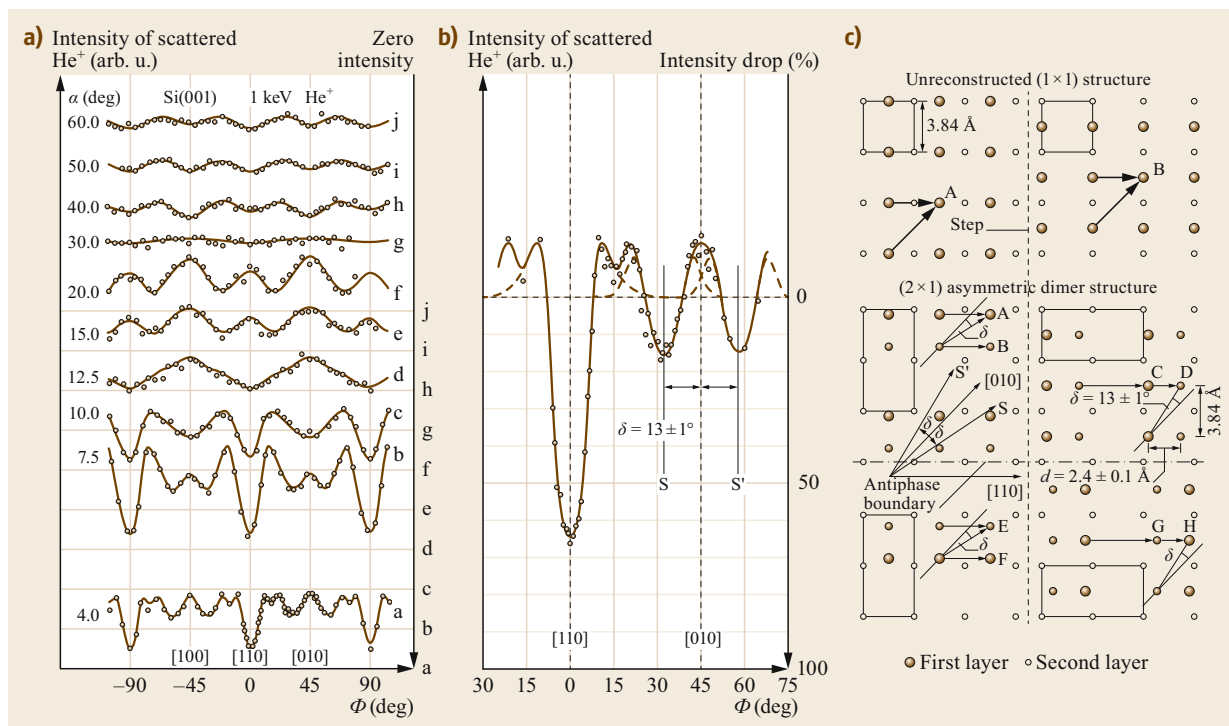 a) Intensity of scattered
He⁺ (arb. u.)
Zero
intensity
α (deg)
Si(001)
1 keV
He⁺
60.0
j
50.0
i
40.0
h
30.0
g
20.0
f
j
15.0
e
i
12.5
d
h
10.0
c
g
7.5
b
f
e
d
c
4.0
a
b
[100]
[110]
[010]
a
−90
−45
0
45
90
Φ (deg)
b) Intensity of scattered
He⁺ (arb. u.)
Intensity drop (%)
0
δ = 13 ± 1°
S
S'
50
[110]
[010]
100
30
15
0
15
30
45
60
75
Φ (deg)
c)
Unreconstructed (1 × 1) structure
3.84 Å
A
B
Step
(2 × 1) asymmetric dimer structure
A
δ
B
S'
[010]
S
δ
δ
C
D
δ = 13 ± 1°
3.84 Å
d = 2.4 ± 0.1 Å
Antiphase
boundary
[110]
E
δ
F
G
H
δ
First layer
Second layer